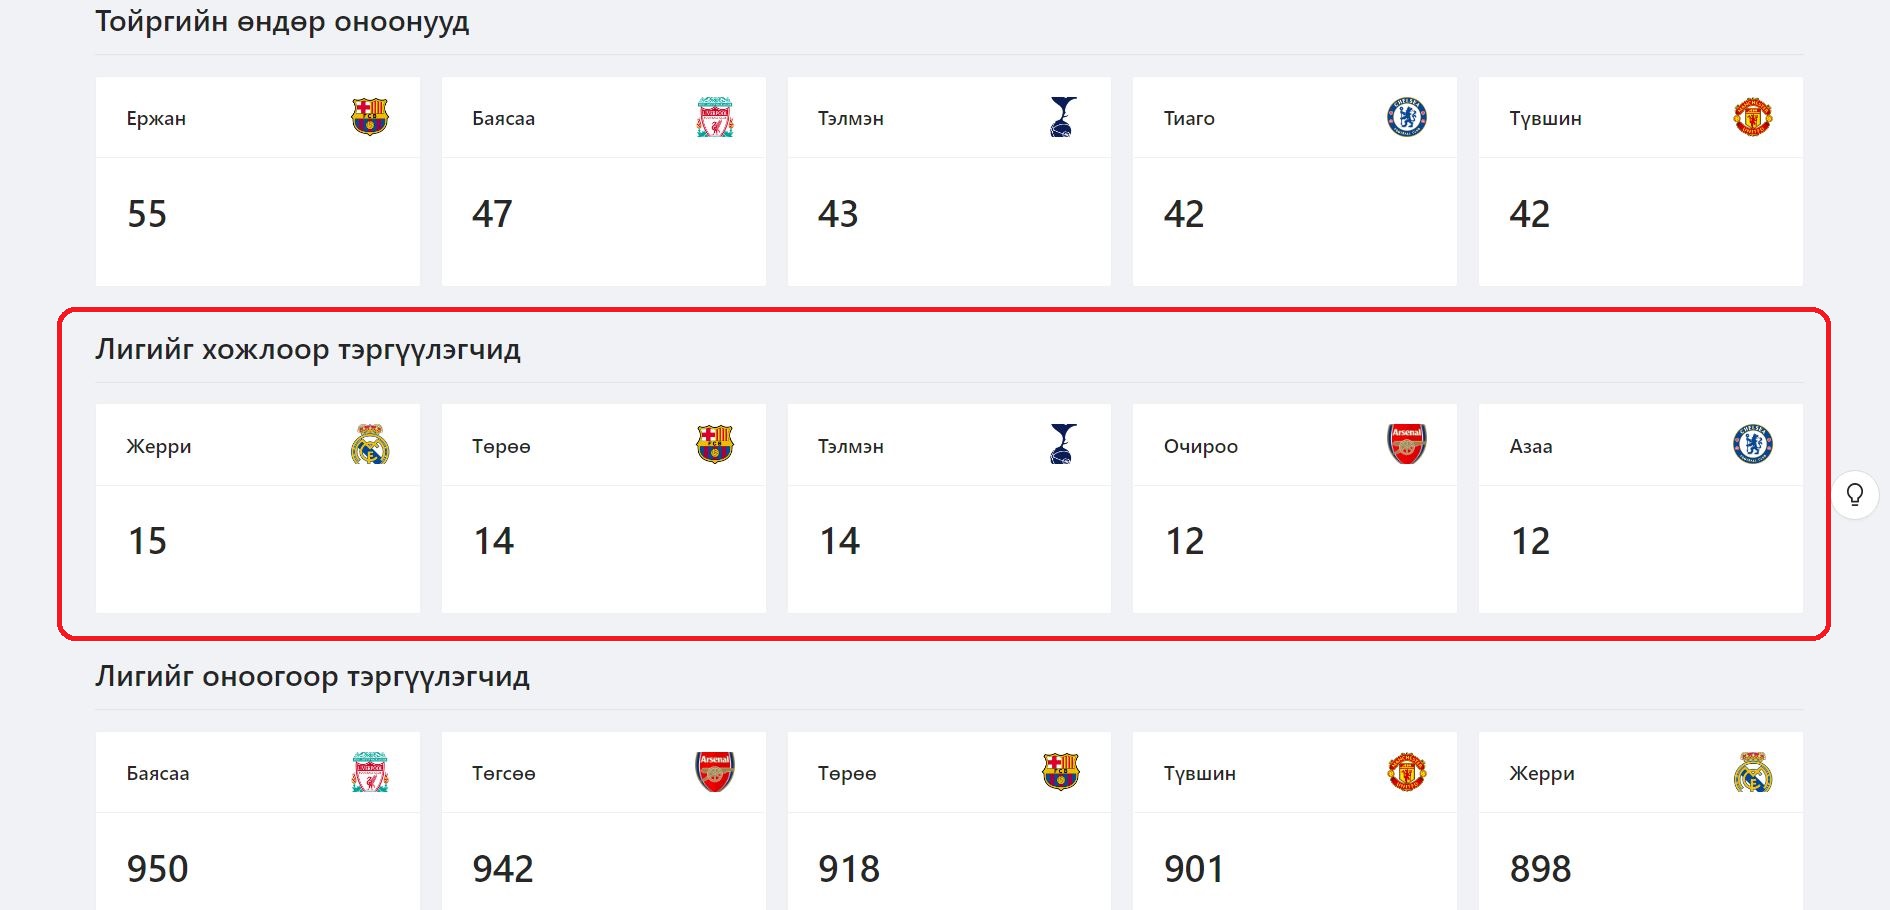 Тойргийн өндөр оноонууд
Ержан
Баясаа
Тэлмэн
Тиаго
Түвшин
55
47
43
42
42
Лигийг хожлоор тэргүүлэгчид
Жерри
Төрөө
Тэлмэн
Очироо
Азаа
15
14
14
12
12
Лигийг оноогоор тэргүүлэгчид
Баясаа
Төгсөө
Төрөө
Түвшин
Жерри
950
942
918
901
898